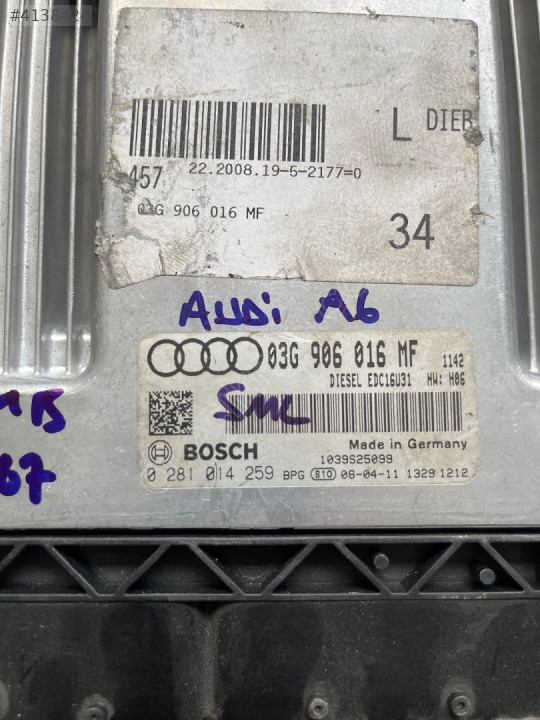 L DIEB
22.2008.19-5-2177=0
457
03G 906 016 MF
34
AUDi A6
03G 906 016 MF 1142
DIESEL EDC16U31 HW: H06
SML
BOSCH Made in Germany
1039S25099
0 281 014 259 BPG B10 08-04-11 1329 1212
67